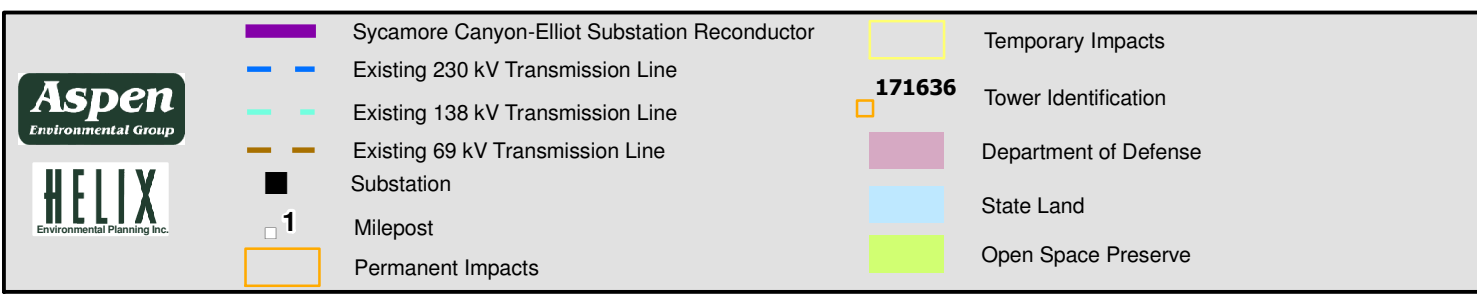 Aspen
Environmental Group
HELIX
Environmental Planning Inc.
Sycamore Canyon-Elliot Substation Reconductor
Existing 230 kV Transmission Line
Existing 138 kV Transmission Line
Existing 69 kV Transmission Line
Substation
1 Milepost
Permanent Impacts
Temporary Impacts
171636 Tower Identification
Department of Defense
State Land
Open Space Preserve